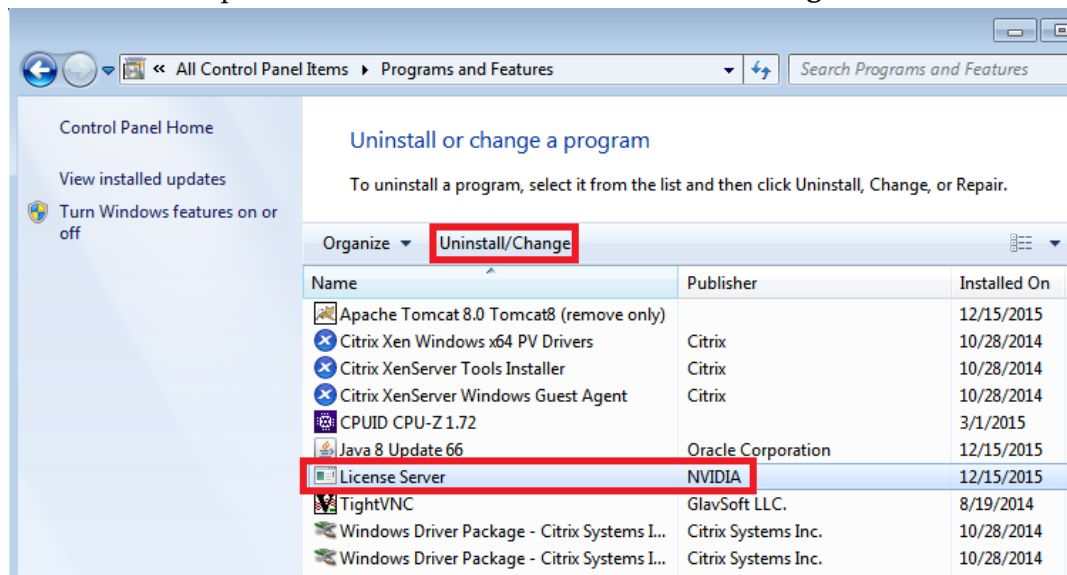 « All Control Panel Items ▸ Programs and Features
Search Programs and Features
Control Panel Home
View installed updates
Turn Windows features on or
off
Uninstall or change a program
To uninstall a program, select it from the list and then click Uninstall, Change, or Repair.
Organize Uninstall/Change
Name Publisher Installed On
Apache Tomcat 8.0 Tomcat8 (remove only) 12/15/2015
Citrix Xen Windows x64 PV Drivers Citrix 10/28/2014
Citrix XenServer Tools Installer Citrix 10/28/2014
Citrix XenServer Windows Guest Agent Citrix 10/28/2014
CPUID CPU-Z 1.72 3/1/2015
Java 8 Update 66 Oracle Corporation 12/15/2015
License Server NVIDIA 12/15/2015
TightVNC GlavSoft LLC. 8/19/2014
Windows Driver Package - Citrix Systems I... Citrix Systems Inc. 10/28/2014
Windows Driver Package - Citrix Systems I... Citrix Systems Inc. 10/28/2014